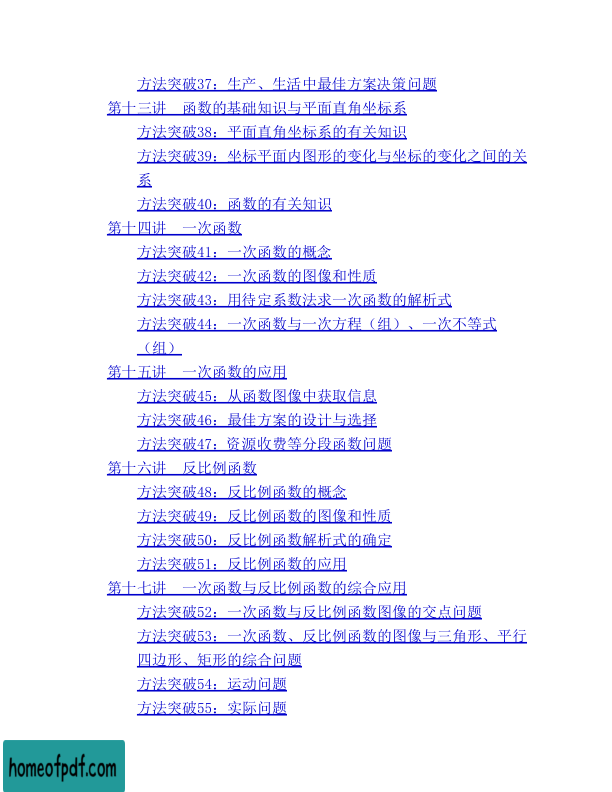 方法突破37：生产、生活中最佳方案决策问题
第十三讲　函数的基础知识与平面直角坐标系
方法突破38：平面直角坐标系的有关知识
方法突破39：坐标平面内图形的变化与坐标的变化之间的关
系
方法突破40：函数的有关知识
第十四讲　一次函数
方法突破41：一次函数的概念
方法突破42：一次函数的图像和性质
方法突破43：用待定系数法求一次函数的解析式
方法突破44：一次函数与一次方程（组）、一次不等式
（组）
第十五讲　一次函数的应用
方法突破45：从函数图像中获取信息
方法突破46：最佳方案的设计与选择
方法突破47：资源收费等分段函数问题
第十六讲　反比例函数
方法突破48：反比例函数的概念
方法突破49：反比例函数的图像和性质
方法突破50：反比例函数解析式的确定
方法突破51：反比例函数的应用
第十七讲　一次函数与反比例函数的综合应用
方法突破52：一次函数与反比例函数图像的交点问题
方法突破53：一次函数、反比例函数的图像与三角形、平行
四边形、矩形的综合问题
方法突破54：运动问题
方法突破55：实际问题
homeofpdf.com